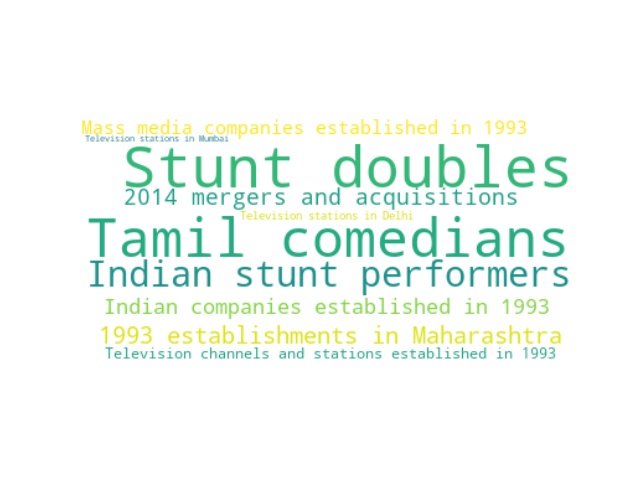 Mass media companies established in 1993
Television stations in Mumbai
Stunt doubles
2014 mergers and acquisitions
Television stations in Delhi
Tamil comedians
Indian stunt performers
Indian companies established in 1993
1993 establishments in Maharashtra
Television channels and stations established in 1993